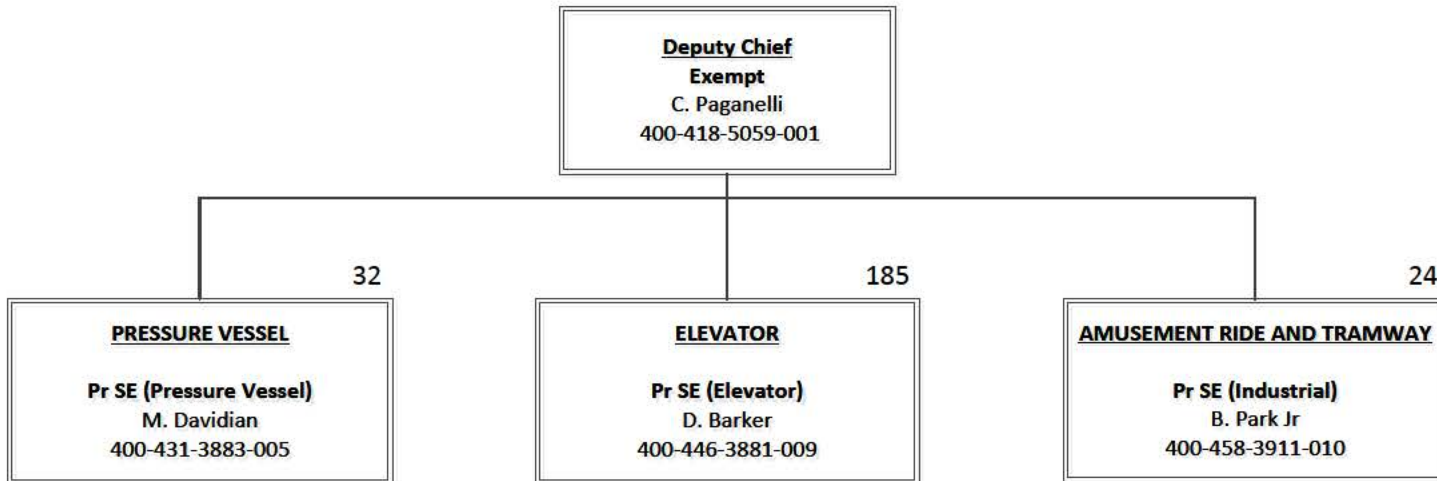 Deputy Chief
Exempt
C. Paganelli
400-418-5059-001
32
PRESSURE VESSEL
Pr SE (Pressure Vessel)
M. Davidian
400-431-3883-005
185
ELEVATOR
Pr SE (Elevator)
D. Barker
400-446-3881-009
24
AMUSEMENT RIDE AND TRAMWAY
Pr SE (Industrial)
B. Park Jr
400-458-3911-010